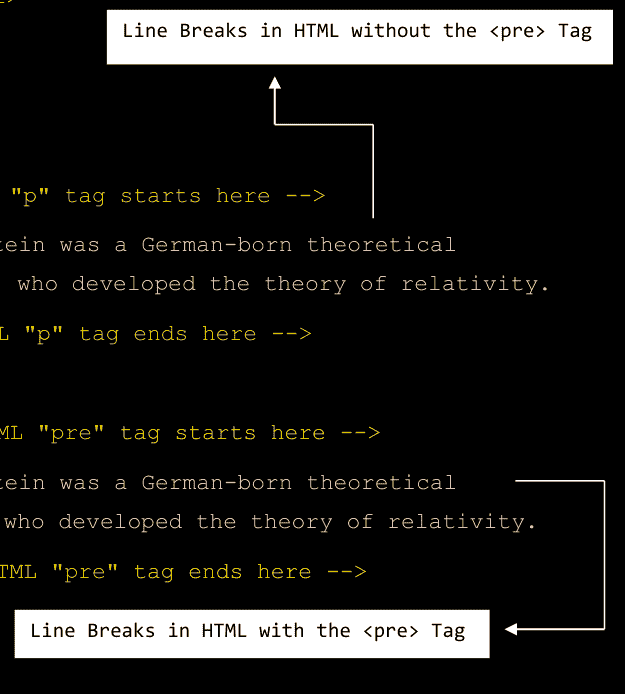 Line Breaks in HTML without the <pre> Tag
"p" tag starts here -->
tein was a German-born theoretical
who developed the theory of relativity.
L "p" tag ends here -->
ML "pre" tag starts here -->
tein was a German-born theoretical
who developed the theory of relativity.
TML "pre" tag ends here -->
Line Breaks in HTML with the <pre> Tag